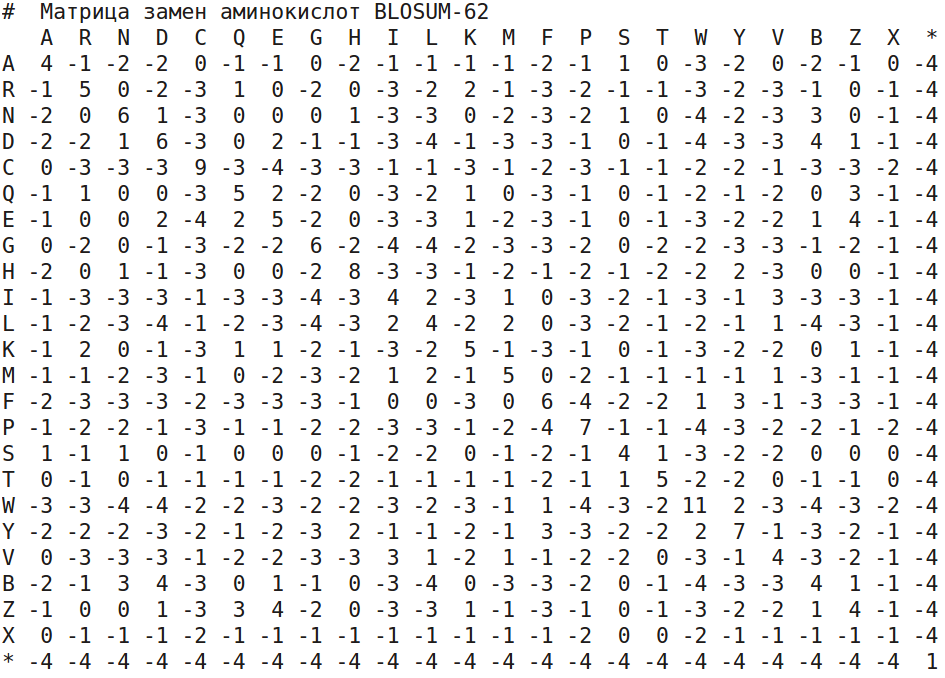 #  Матрица замен аминокислот BLOSUM-62
   A  R  N  D  C  Q  E  G  H  I  L  K  M  F  P  S  T  W  Y  V  B  Z  X  *
A  4 -1 -2 -2  0 -1 -1  0 -2 -1 -1 -1 -1 -2 -1  1  0 -3 -2  0 -2 -1  0 -4
R -1  5  0 -2 -3  1  0 -2  0 -3 -2  2 -1 -3 -2 -1 -1 -3 -2 -3 -1  0 -1 -4
N -2  0  6  1 -3  0  0  0  1 -3 -3  0 -2 -3 -2  1  0 -4 -2 -3  3  0 -1 -4
D -2 -2  1  6 -3  0  2 -1 -1 -3 -4 -1 -3 -3 -1  0 -1 -4 -3 -3  4  1 -1 -4
C  0 -3 -3 -3  9 -3 -4 -3 -3 -1 -1 -3 -1 -2 -3 -1 -1 -2 -2 -1 -3 -3 -2 -4
Q -1  1  0  0 -3  5  2 -2  0 -3 -2  1  0 -3 -1  0 -1 -2 -1 -2  0  3 -1 -4
E -1  0  0  2 -4  2  5 -2  0 -3 -3  1 -2 -3 -1  0 -1 -3 -2 -2  1  4 -1 -4
G  0 -2  0 -1 -3 -2 -2  6 -2 -4 -4 -2 -3 -3 -2  0 -2 -2 -3 -3 -1 -2 -1 -4
H -2  0  1 -1 -3  0  0 -2  8 -3 -3 -1 -2 -1 -2 -1 -2 -2  2 -3  0  0 -1 -4
I -1 -3 -3 -3 -1 -3 -3 -4 -3  4  2 -3  1  0 -3 -2 -1 -3 -1  3 -3 -3 -1 -4
L -1 -2 -3 -4 -1 -2 -3 -4 -3  2  4 -2  2  0 -3 -2 -1 -2 -1  1 -4 -3 -1 -4
K -1  2  0 -1 -3  1  1 -2 -1 -3 -2  5 -1 -3 -1  0 -1 -3 -2 -2  0  1 -1 -4
M -1 -1 -2 -3 -1  0 -2 -3 -2  1  2 -1  5  0 -2 -1 -1 -1 -1  1 -3 -1 -1 -4
F -2 -3 -3 -3 -2 -3 -3 -3 -1  0  0 -3  0  6 -4 -2 -2  1  3 -1 -3 -3 -1 -4
P -1 -2 -2 -1 -3 -1 -1 -2 -2 -3 -3 -1 -2 -4  7 -1 -1 -4 -3 -2 -2 -1 -2 -4
S  1 -1  1  0 -1  0  0  0 -1 -2 -2  0 -1 -2 -1  4  1 -3 -2 -2  0  0  0 -4
T  0 -1  0 -1 -1 -1 -1 -2 -2 -1 -1 -1 -1 -2 -1  1  5 -2 -2  0 -1 -1  0 -4
W -3 -3 -4 -4 -2 -2 -3 -2 -2 -3 -2 -3 -1  1 -4 -3 -2 11  2 -3 -4 -3 -2 -4
Y -2 -2 -2 -3 -2 -1 -2 -3  2 -1 -1 -2 -1  3 -3 -2 -2  2  7 -1 -3 -2 -1 -4
V  0 -3 -3 -3 -1 -2 -2 -3 -3  3  1 -2  1 -1 -2 -2  0 -3 -1  4 -3 -2 -1 -4
B -2 -1  3  4 -3  0  1 -1  0 -3 -4  0 -3 -3 -2  0 -1 -4 -3 -3  4  1 -1 -4
Z -1  0  0  1 -3  3  4 -2  0 -3 -3  1 -1 -3 -1  0 -1 -3 -2 -2  1  4 -1 -4
X  0 -1 -1 -1 -2 -1 -1 -1 -1 -1 -1 -1 -1 -1 -2  0  0 -2 -1 -1 -1 -1 -1 -4
* -4 -4 -4 -4 -4 -4 -4 -4 -4 -4 -4 -4 -4 -4 -4 -4 -4 -4 -4 -4 -4 -4 -4  1